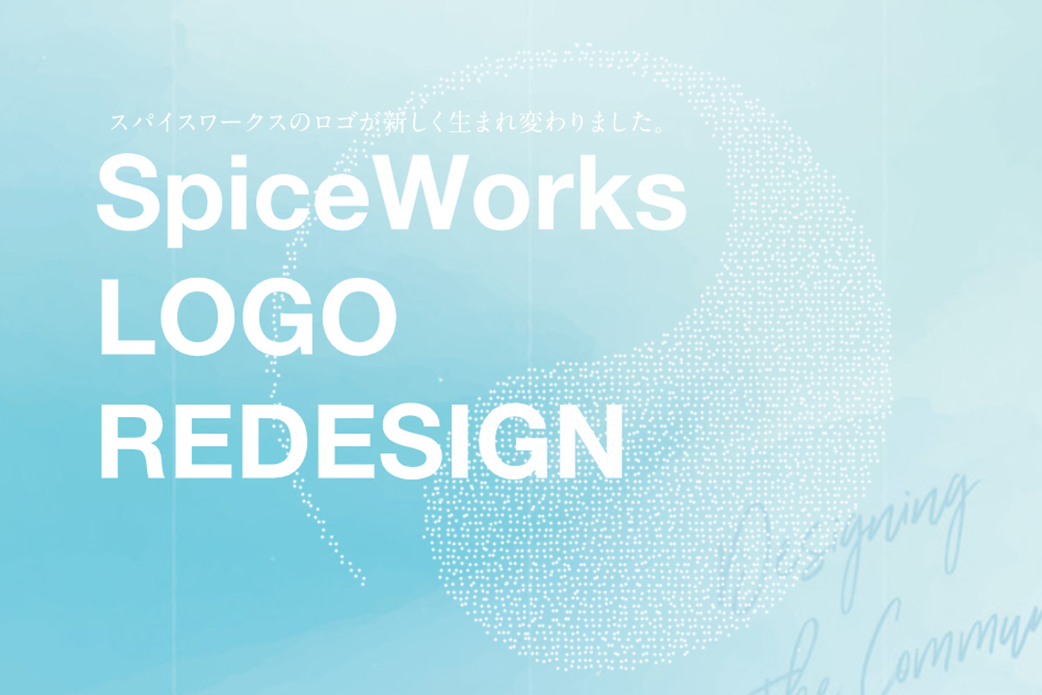 スパイスワークスのロゴが新しく生まれ変わりました。
SpiceWorks
LOGO
REDESIGN
Designing
the Commu